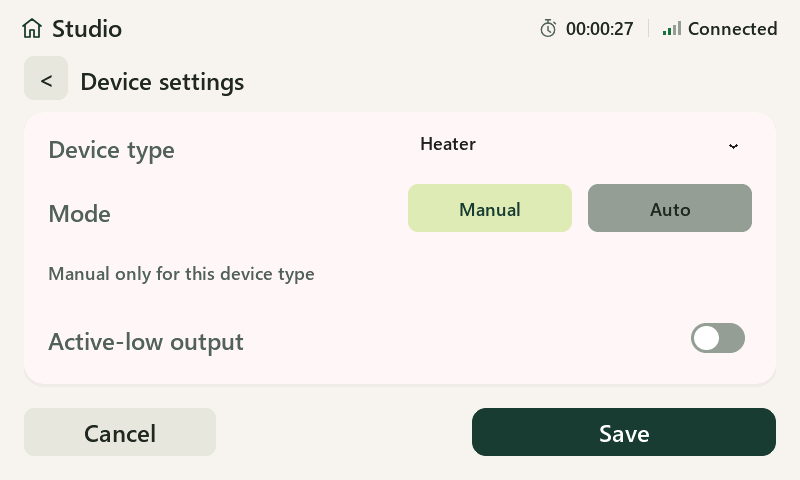 Studio
00:00:27
Connected
<
Device settings
Device type
Heater
Mode
Manual
Auto
Manual only for this device type
Active-low output
Cancel
Save